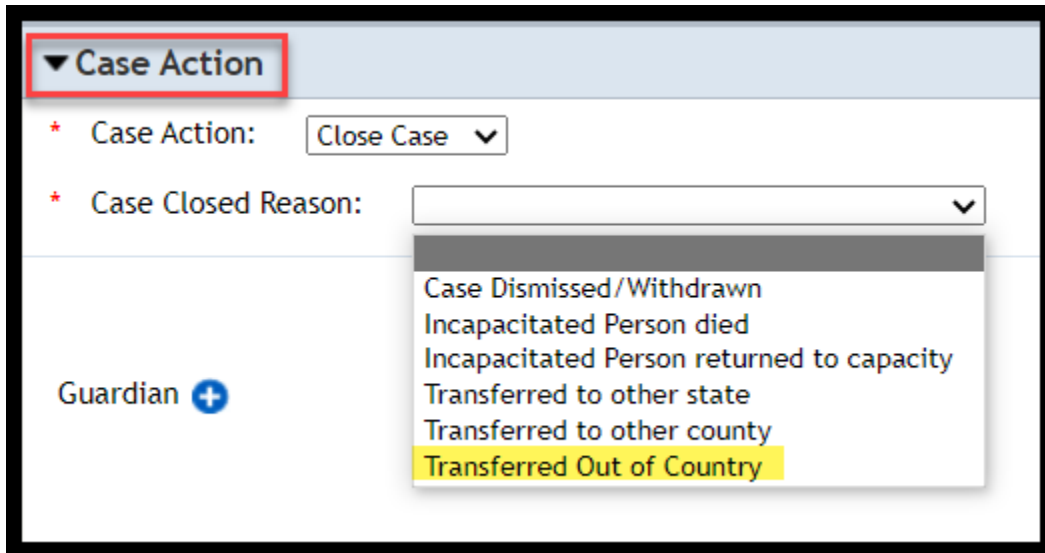 Case Action
* Case Action: Close Case
* Case Closed Reason:
Case Dismissed/Withdrawn
Incapacitated Person died
Incapacitated Person returned to capacity
Transferred to other state
Transferred to other county
Transferred Out of Country
Guardian